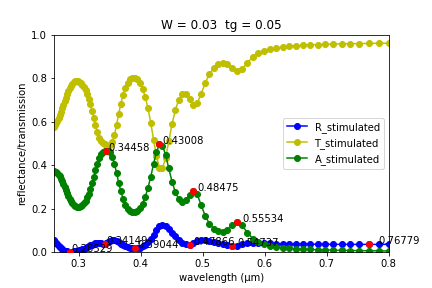 W = 0.03  tg = 0.05
reflectance/transmission
1.0
0.8
0.6
0.4
0.2
0.0
0.34458
0.43008
0.48475
0.55534
0.76779
R_stimulated
T_stimulated
A_stimulated
0.3
0.4
0.5
0.6
0.7
0.8
wavelength (μm)